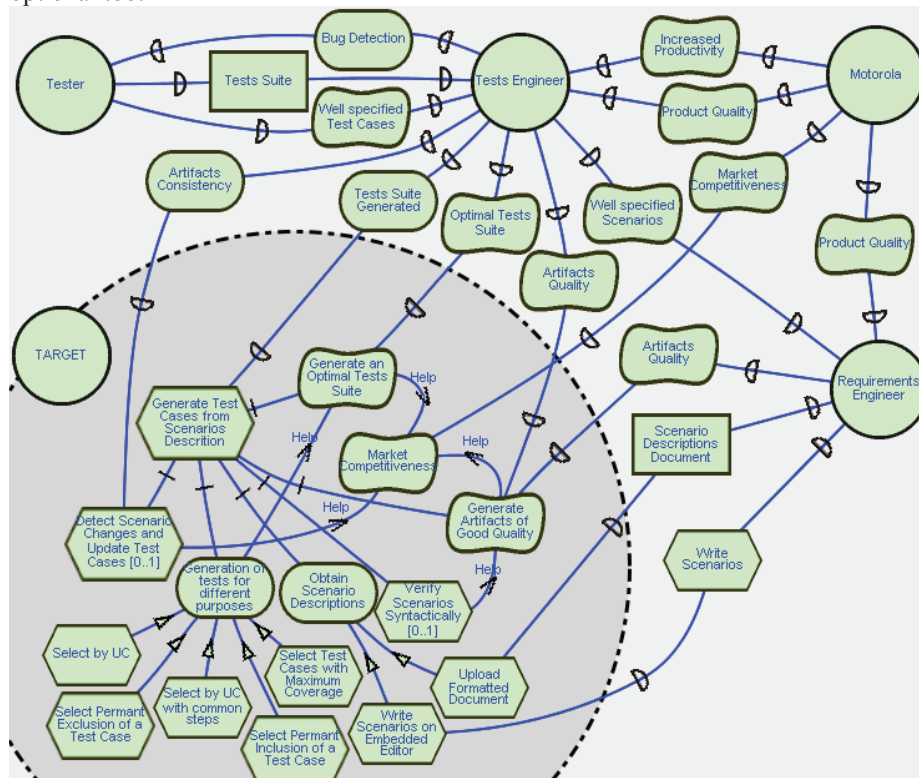 Bug Detection
Increased
Productivity
Tester
Tests Suite
Tests Engineer
Motorola
Well specified
Test Cases
Product Quality
Artifacts
Consistency
Tests Suite
Generated
Optimal Tests
Suite
Well specified
Scenarios
Market
Competitiveness
Product Quality
Artifacts
Quality
TARGET
Generate an
Optimal Tests
Suite
Help
Artifacts
Quality
Requirements
Engineer
Generate Test
Cases from
Scenarios
Descrition
Help
Help
Market
Competitiveness
Scenario
Descriptions
Document
Help
Generate
Artifacts of
Good Quality
Detect Scenario
Changes and
Update Test
Cases [0..1]
Write
Scenarios
Generation of
tests for
different
purposes
Obtain
Scenario
Descriptions
Verify
Scenarios
Syntactically
[0..1]
Help
Select by UC
Select Test
Cases with
Maximum
Coverage
Upload
Formatted
Document
Select Permant
Exclusion of a
Test Case
Select by UC
with common
steps
Select Permant
Inclusion of a
Test Case
Write
Scenarios on
Embedded
Editor